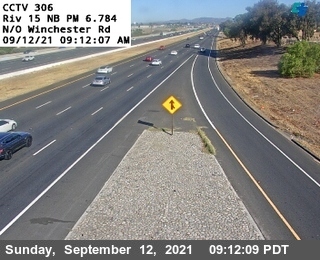 CCTV 306
Riv 15 NB PM 6.784
N/O Winchester Rd
09/12/21 09:12:07 AM
Sunday, September 12, 2021 09:12:09 PDT